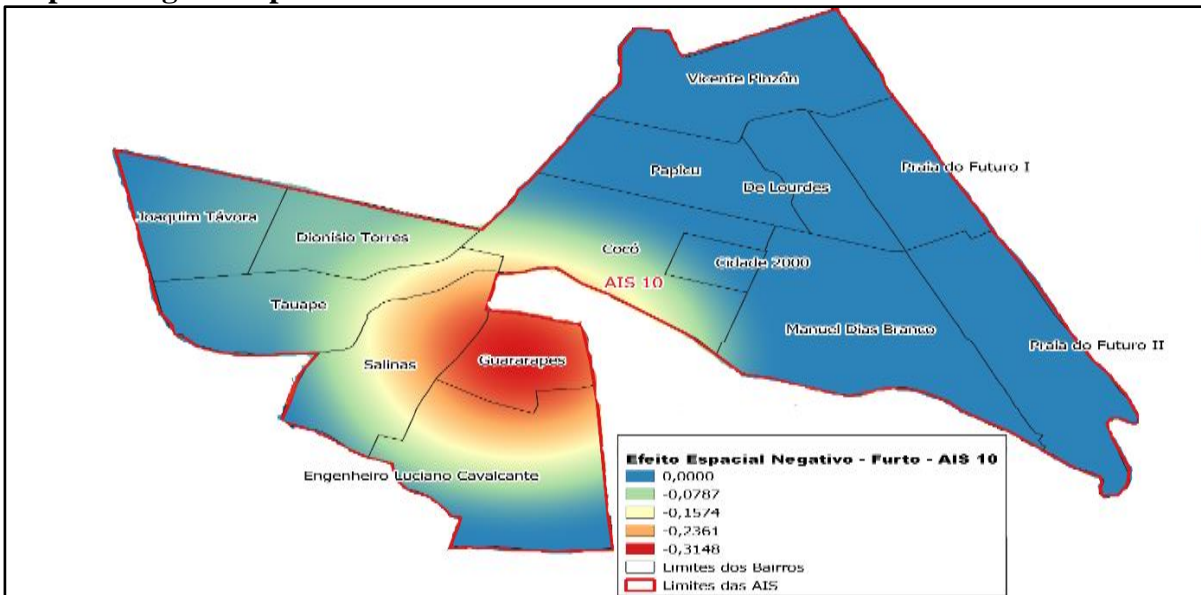 Vicente Pinzón
Papicu
De Lourdes
Praia do Futuro I
Joaquim Távora
Dionísio Torres
Cocó
Cidade 2000
AIS 10
Tauape
Manuel Dias Branco
Praia do Futuro II
Salinas
Guararapes
Engenheiro Luciano Cavalcante
Efeito Espacial Negativo - Furto - AIS 10
0,0000
-0,0787
-0,1574
-0,2361
-0,3148
Limites dos Bairros
Limites das AIS